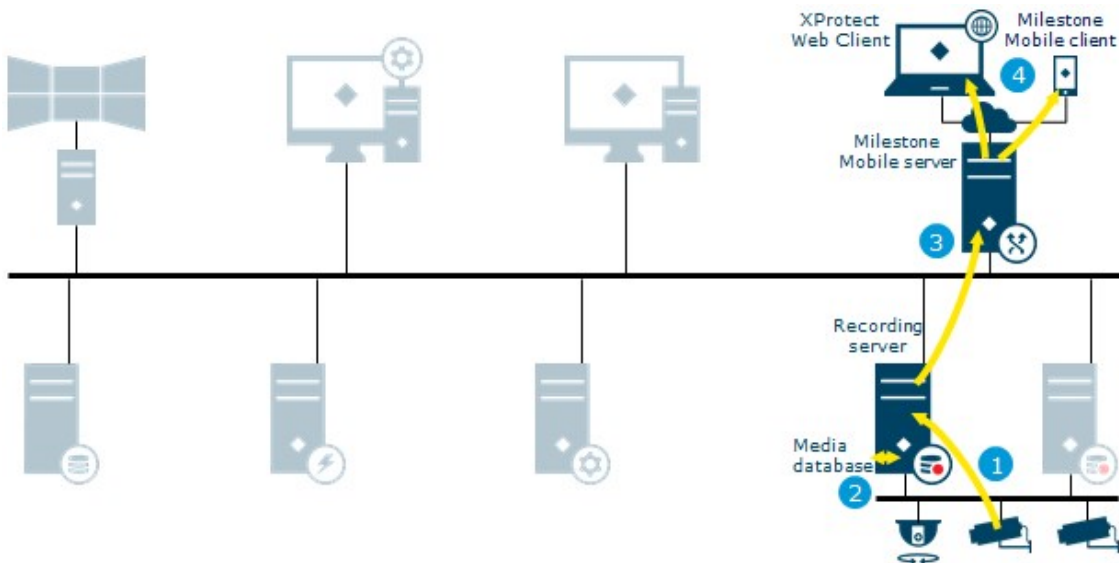 XProtect
Web Client
Milestone
Mobile client
4
Milestone
Mobile server
3
Recording
server
Media
database
1
2